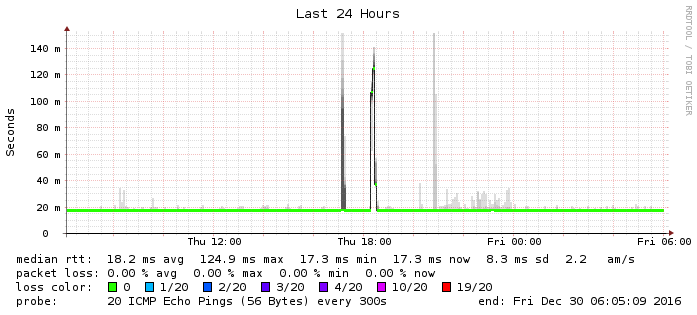 Last 24 Hours
RRDTOOL / TOBI OETIKER
Seconds
140 m
120 m
100 m
80 m
60 m
40 m
20 m
0
Thu 12:00 Thu 18:00 Fri 00:00 Fri 06:00
median rtt: 18.2 ms avg 124.9 ms max 17.3 ms min 17.3 ms now 8.3 ms sd 2.2 am/s
packet loss: 0.00 % avg 0.00 % max 0.00 % min 0.00 % now
loss color: 0 1/20 2/20 3/20 4/20 10/20 19/20
probe: 20 ICMP Echo Pings (56 Bytes) every 300s end: Fri Dec 30 06:05:09 2016